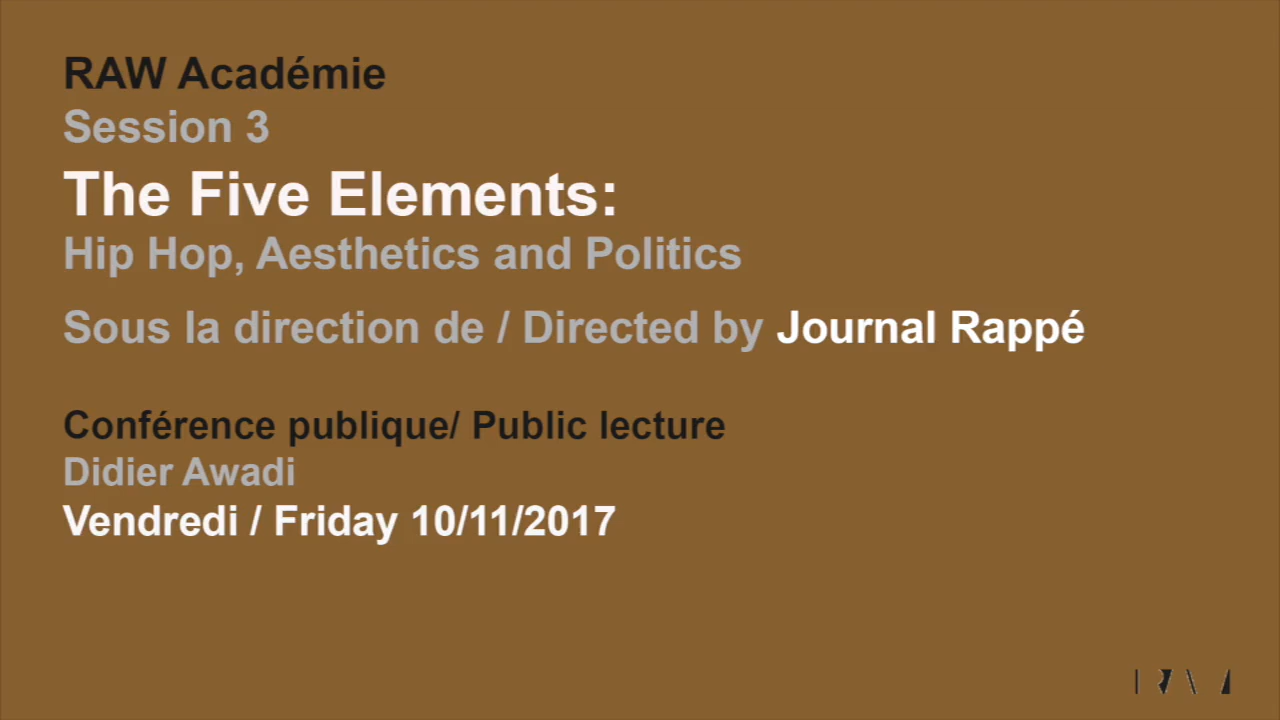 RAW Académie
Session 3
The Five Elements:
Hip Hop, Aesthetics and Politics
Sous la direction de / Directed by Journal Rappé
Conférence publique/ Public lecture
Didier Awadi
Vendredi / Friday 10/11/2017
RAW